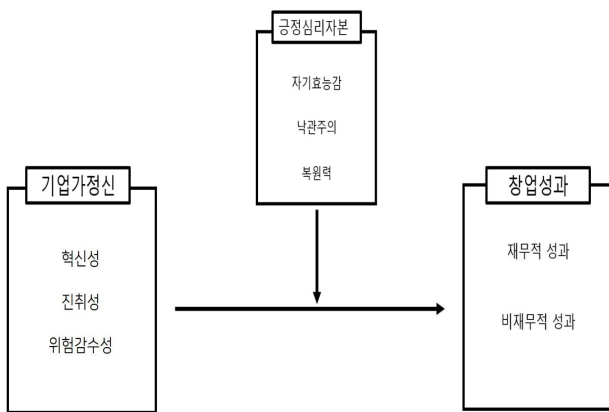 긍정심리자본
자기효능감
낙관주의
복원력
기업가정신
혁신성
진취성
위험감수성
창업성과
재무적 성과
비재무적 성과